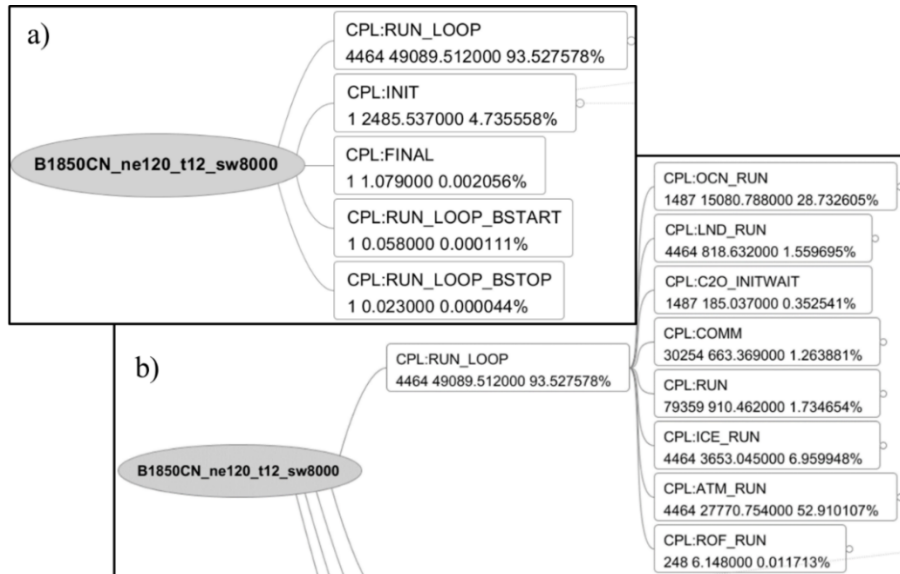 a)
CPL:RUN_LOOP
4464 49089.512000 93.527578%
CPL:INIT
1 2485.537000 4.735558%
B1850CN_ne120_t12_sw8000
CPL:FINAL
1 1.079000 0.002056%
CPL:RUN_LOOP_BSTART
1 0.058000 0.000111%
CPL:RUN_LOOP_BSTOP
1 0.023000 0.000044%
b)
B1850CN_ne120_t12_sw8000
CPL:RUN_LOOP
4464 49089.512000 93.527578%
CPL:OCN_RUN
1487 15080.788000 28.732605%
CPL:LND_RUN
4464 818.632000 1.559695%
CPL:C2O_INITWAIT
1487 185.037000 0.352541%
CPL:COMM
30254 663.369000 1.263881%
CPL:RUN
79359 910.462000 1.734654%
CPL:ICE_RUN
4464 3653.045000 6.959948%
CPL:ATM_RUN
4464 27770.754000 52.910107%
CPL:ROF_RUN
248 6.148000 0.011713%